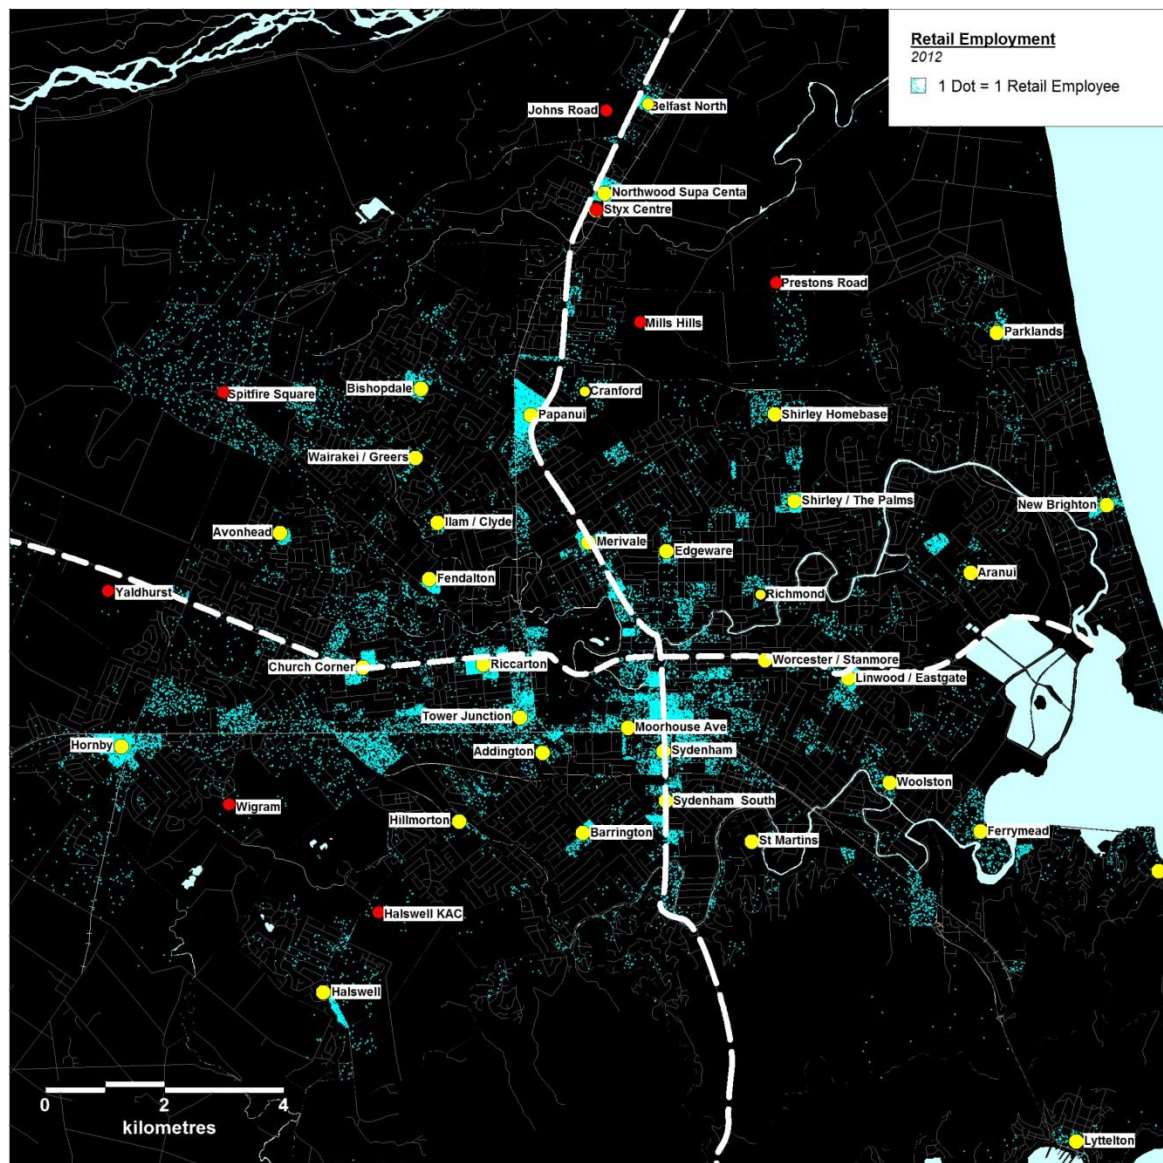 Retail Employment
2012
1 Dot = 1 Retail Employee
Johns Road
Belfast North
Northwood Supa Centa
Styx Centre
Prestons Road
Mills Hills
Parklands
Bishopdale
Spitfire Square
Cranford
Papanui
Shirley Homebase
Wairakei / Greers
Shirley / The Palms
New Brighton
Ilam / Clyde
Avonhead
Merivale
Edgeware
Aranui
Fendalton
Yaldhurst
Richmond
Church Corner
Riccarton
Worcester / Stanmore
Linwood / Eastgate
Tower Junction
Moorhouse Ave
Hornby
Addington
Sydenham
Woolston
Wigram
Sydenham South
Hillmorton
Barrington
St Martins
Ferrymead
Halswell KAC
Halswell
0 2 4
kilometres
Lyttelton